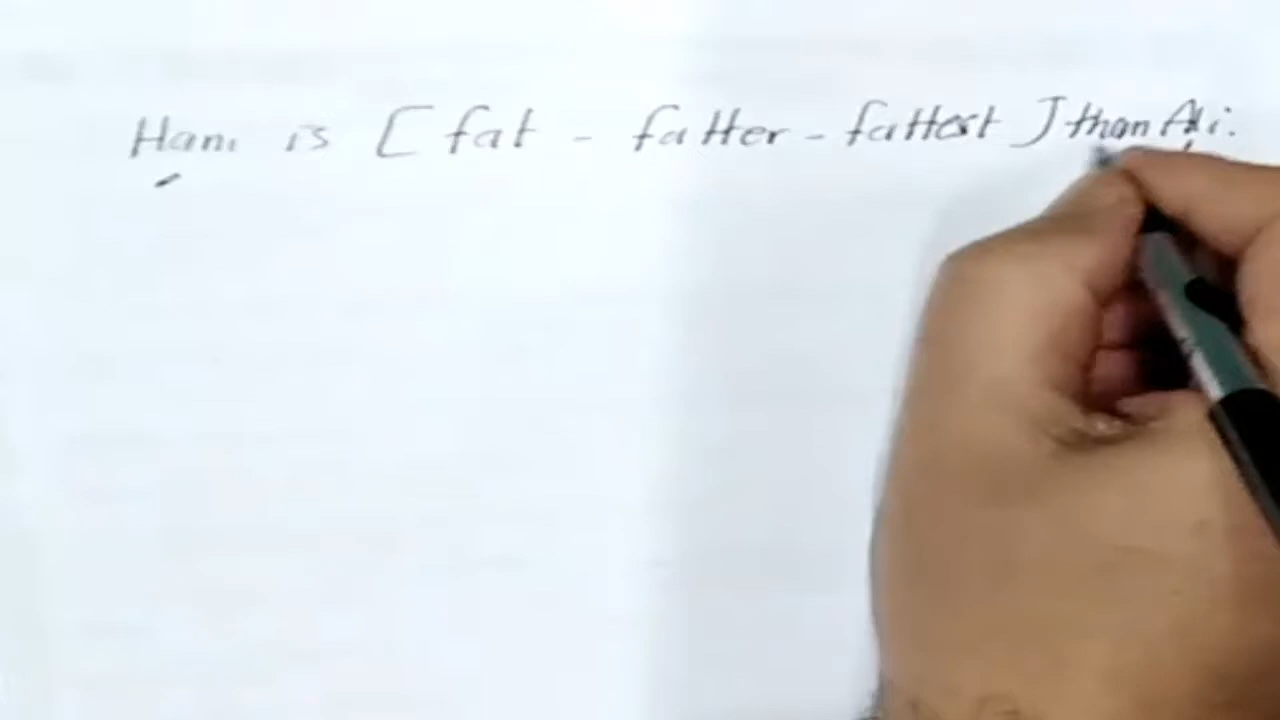 Hani is [ fat - fatter - fattest ] than Ali.